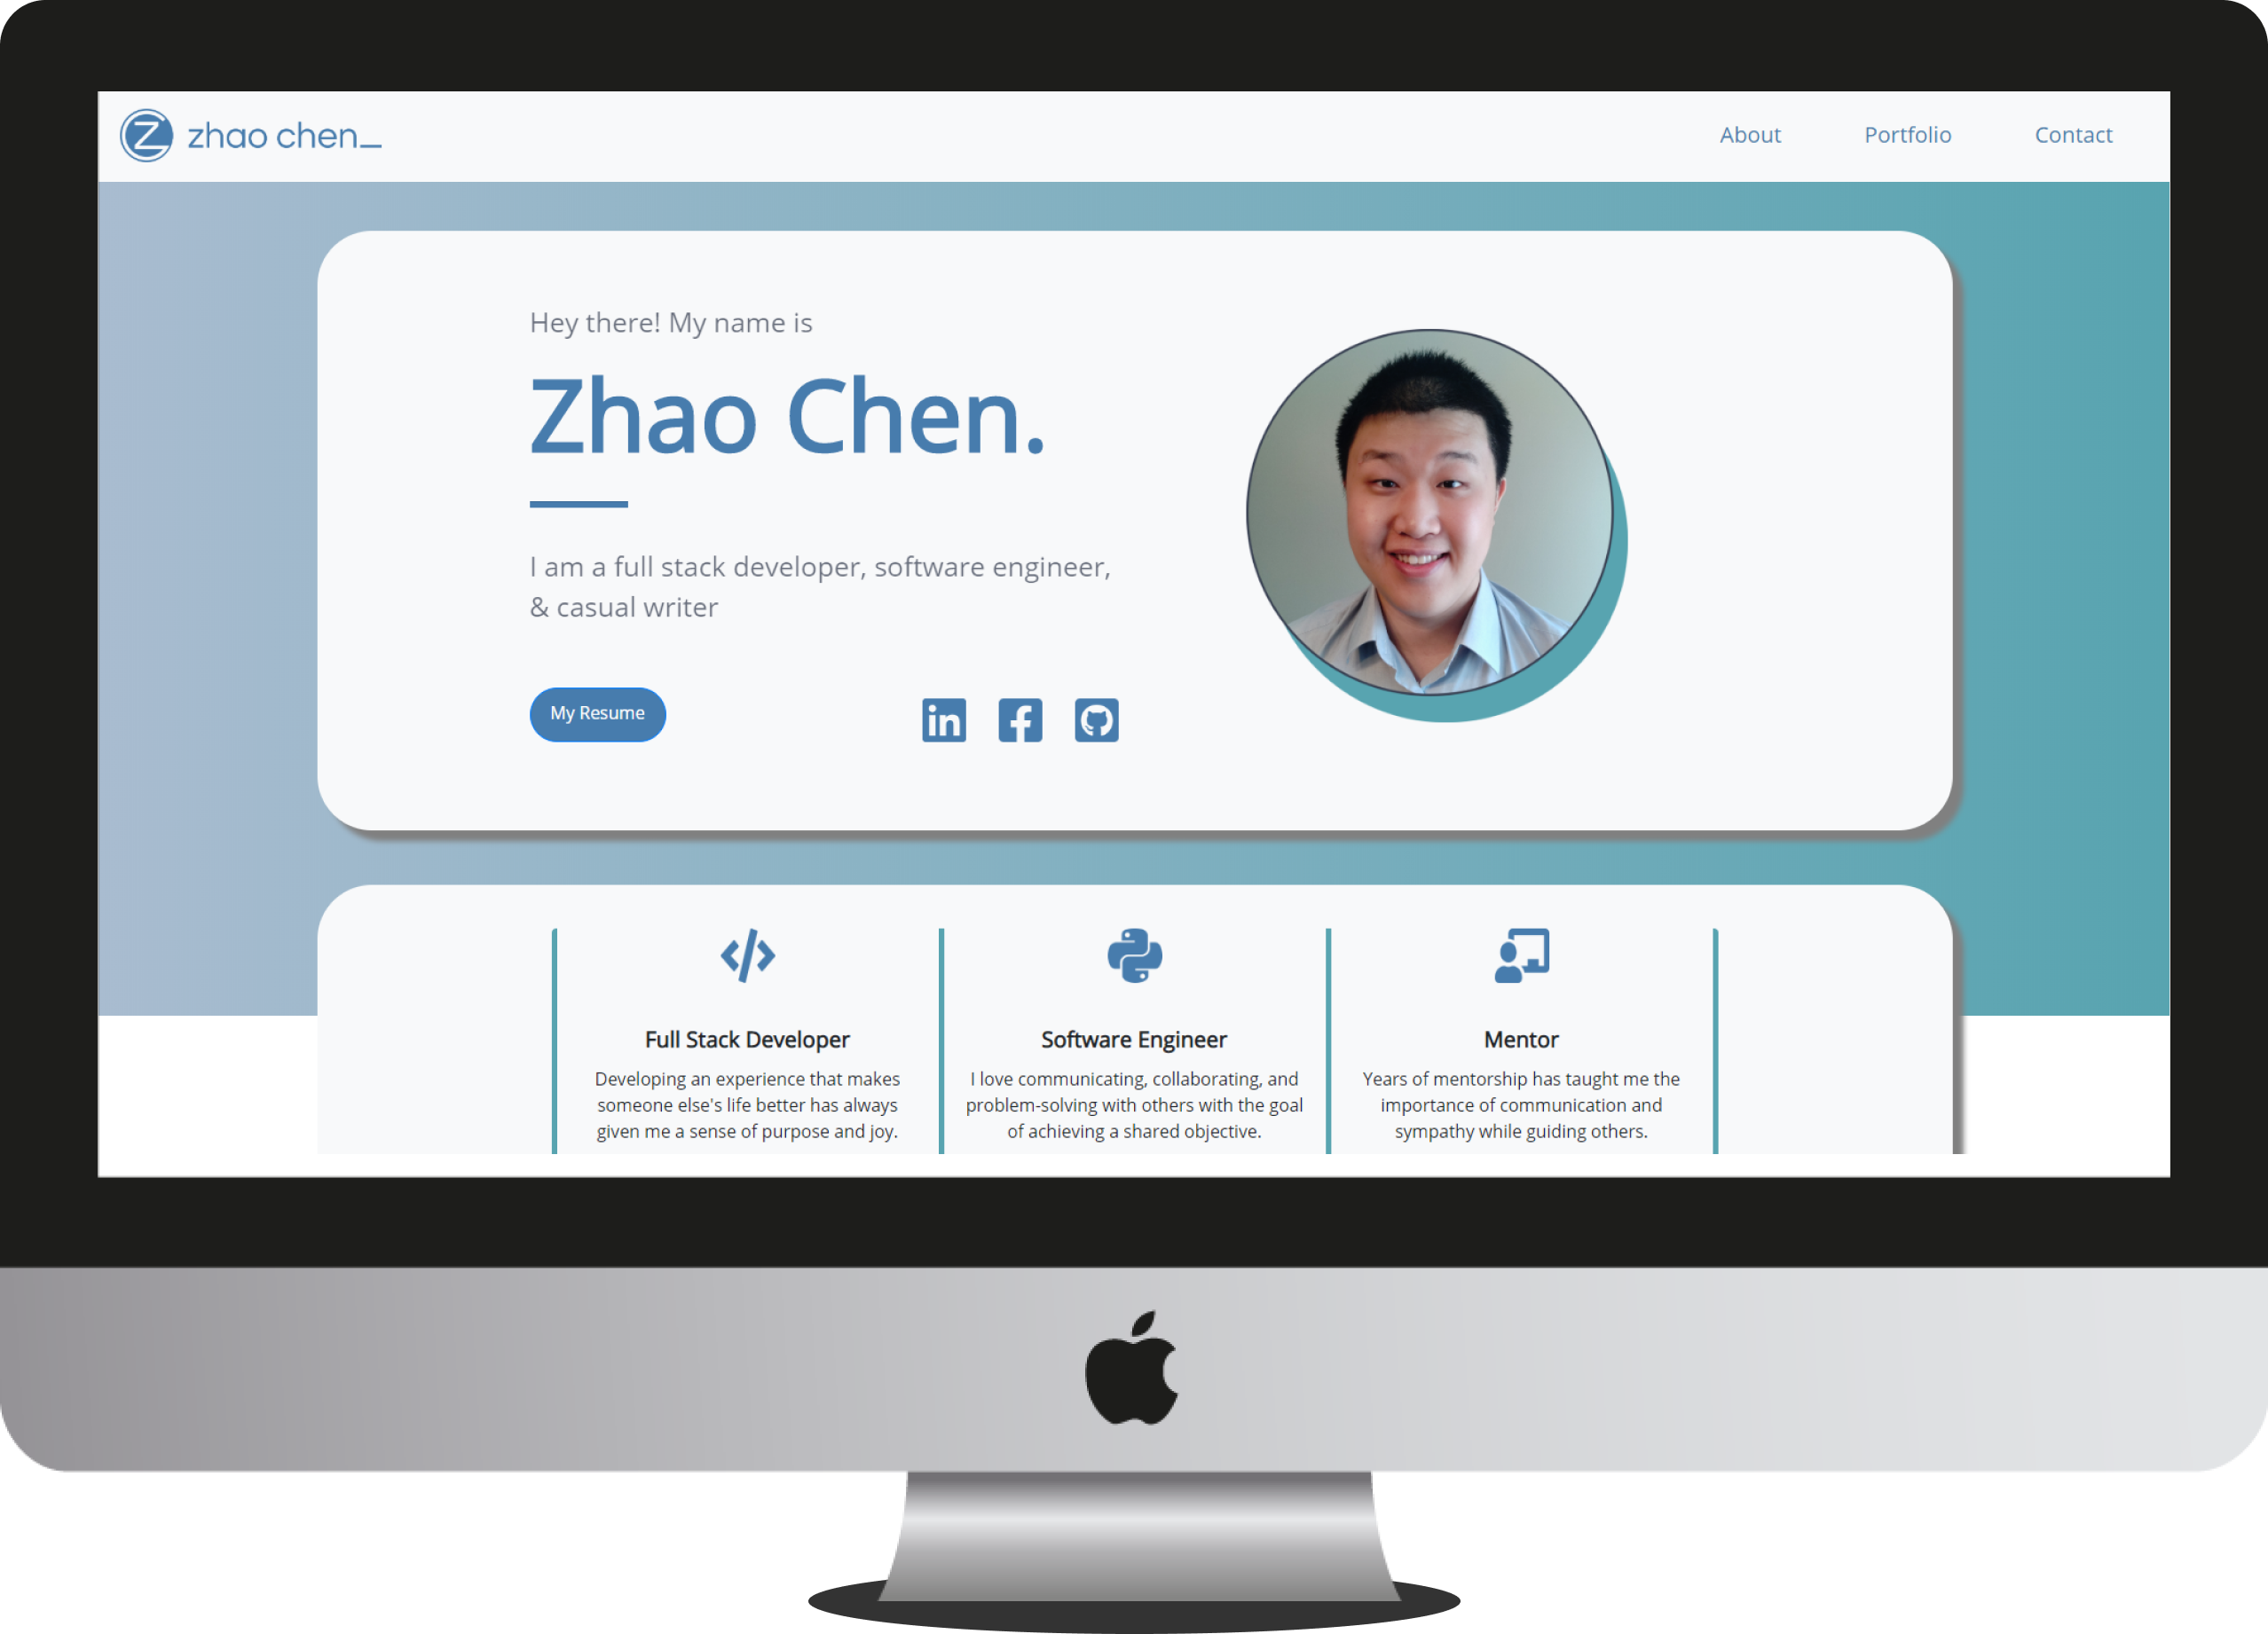 zhao chen_
About
Portfolio
Contact
Hey there! My name is
Zhao Chen.
I am a full stack developer, software engineer,
& casual writer
My Resume
Full Stack Developer
Developing an experience that makes
someone else's life better has always
given me a sense of purpose and joy.
Software Engineer
I love communicating, collaborating, and
problem-solving with others with the goal
of achieving a shared objective.
Mentor
Years of mentorship has taught me the
importance of communication and
sympathy while guiding others.